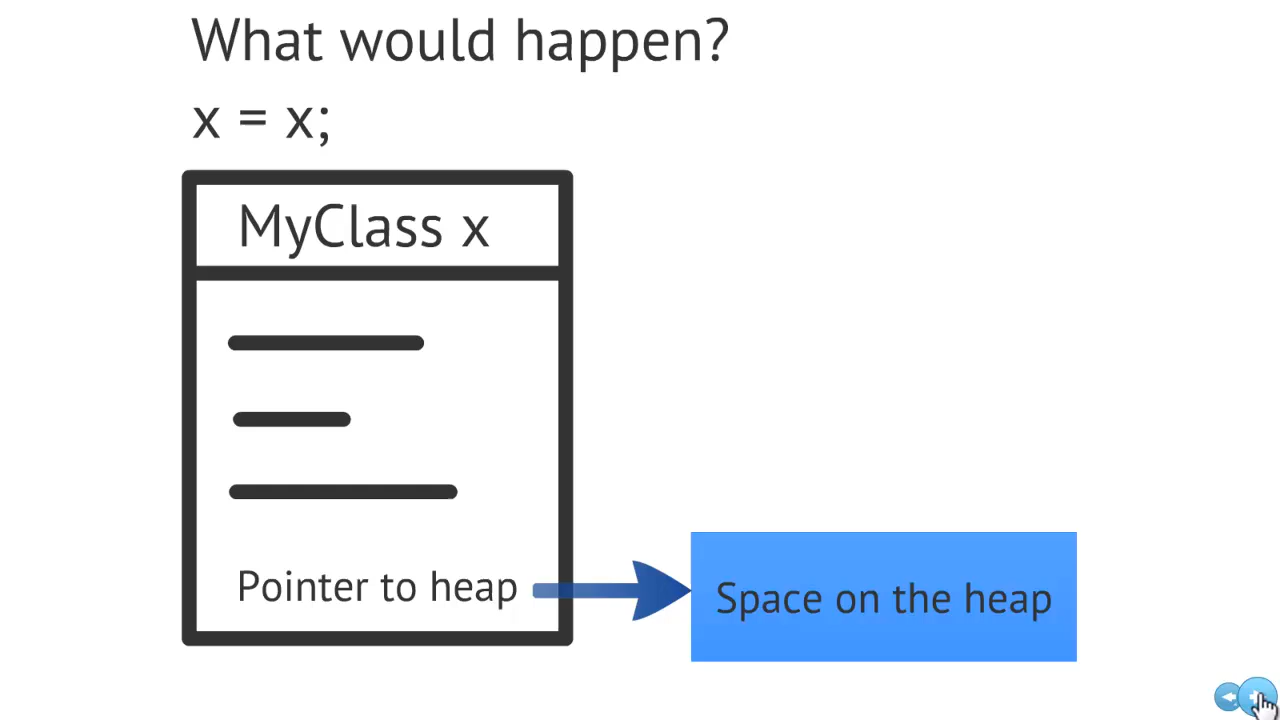 What would happen?
x = x;
MyClass x
Pointer to heap
Space on the heap